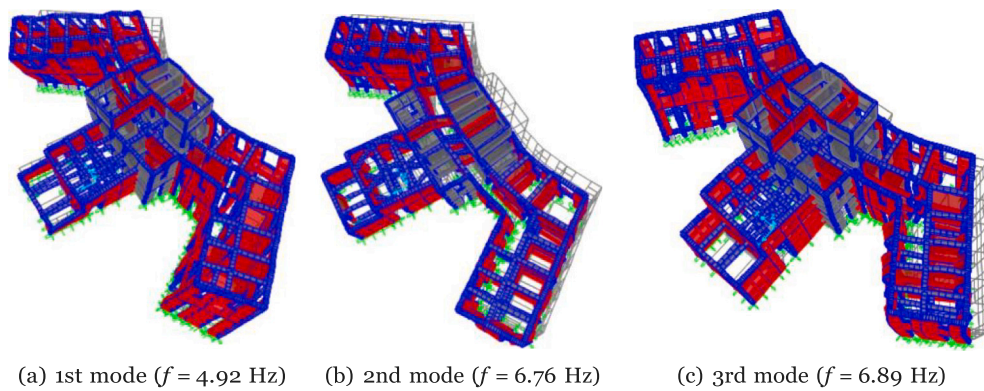 (a) 1st mode (f = 4.92 Hz)
(b) 2nd mode (f = 6.76 Hz)
(c) 3rd mode (f = 6.89 Hz)